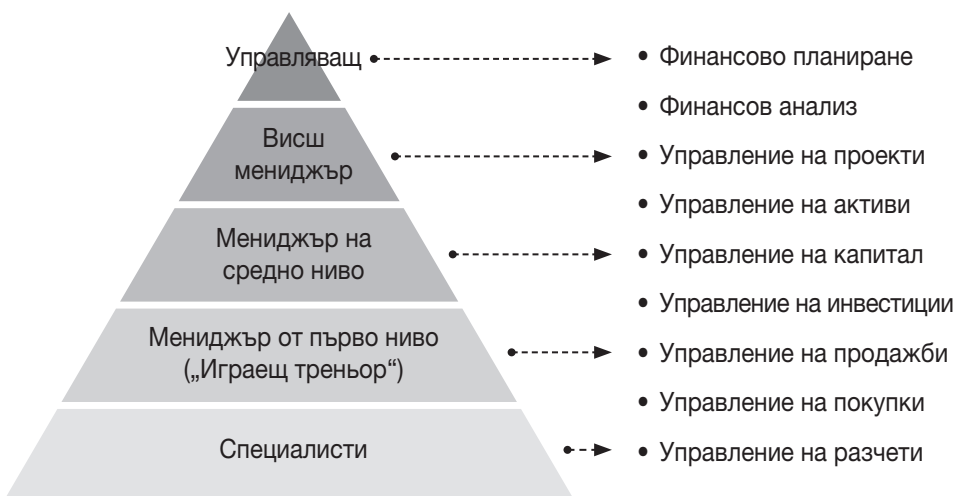 Управляващ
Висш
мениджър
Мениджър на
средно ниво
Мениджър от първо ниво
(„Играещ треньор“)
Специалисти
• Финансово планиране
• Финансов анализ
• Управление на проекти
• Управление на активи
• Управление на капитал
• Управление на инвестиции
• Управление на продажби
• Управление на покупки
• Управление на разчети